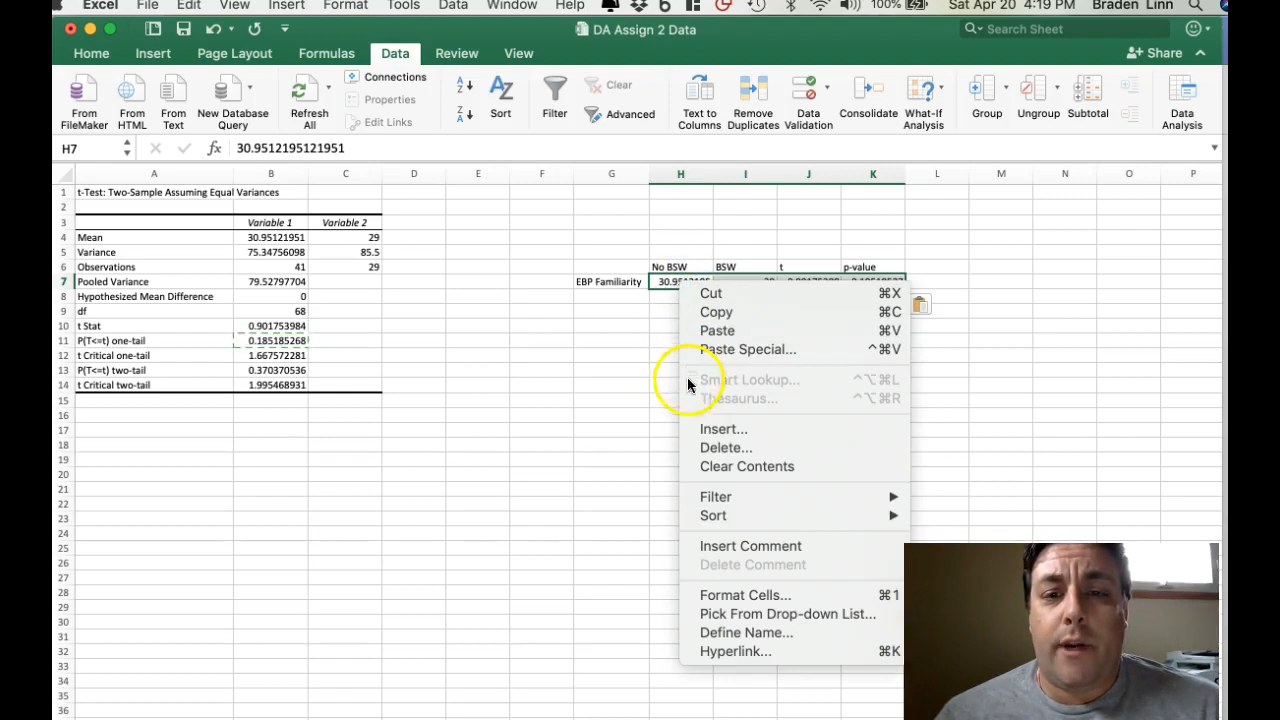 Excel File Edit View Insert Format Tools Data Window Help 100% Sat Apr 20 4:19 PM Braden Linn
DA Assign 2 Data
Search Sheet
Home Insert Page Layout Formulas Data Review View Share
From FileMaker
From HTML
From Text
New Database Query
Refresh All
Connections
Properties
Edit Links
Sort
Filter
Clear
Advanced
Text to Columns
Remove Duplicates
Data Validation
Consolidate
What-If Analysis
Group
Ungroup
Subtotal
Data Analysis
H7 fx 30.9512195121951
A B C D E F G H I J K L M N O P
1 t-Test: Two-Sample Assuming Equal Variances
2
3 Variable 1 Variable 2
4 Mean 30.95121951 29
5 Variance 75.34756098 85.5
6 Observations 41 29 No BSW BSW t p-value
7 Pooled Variance 79.52797704 EBP Familiarity
8 Hypothesized Mean Difference 0
9 df 68
10 t Stat 0.901753984
11 P(T<=t) one-tail 0.185185268
12 t Critical one-tail 1.667572281
13 P(T<=t) two-tail 0.370370536
14 t Critical two-tail 1.995468931
15
16
17
18
19
20
21
22
23
24
25
26
27
28
29
30
31
32
33
34
35
36
Cut ⌘X
Copy ⌘C
Paste ⌘V
Paste Special... ^⌘V
Smart Lookup... ^⌥⌘L
Thesaurus... ^⌥⌘R
Insert...
Delete...
Clear Contents
Filter
Sort
Insert Comment
Delete Comment
Format Cells... ⌘1
Pick From Drop-down List...
Define Name...
Hyperlink... ⌘K